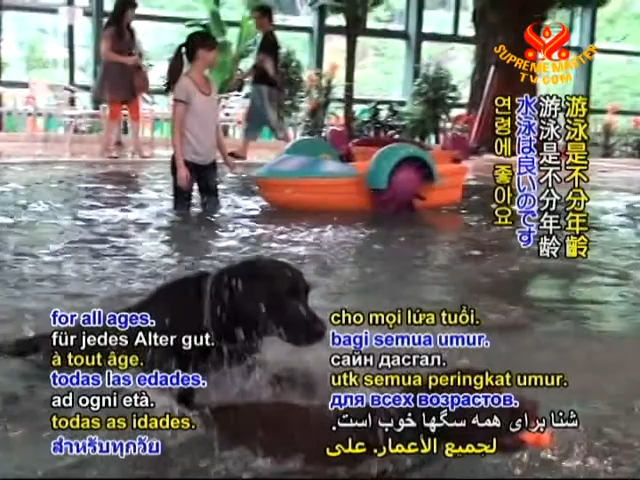 SUPREME MASTER
TV.COM
游泳是不分年齡
游泳是不分年龄
水泳は良いのです
연령에 좋아요
for all ages.
für jedes Alter gut.
à tout âge.
todas las edades.
ad ogni età.
todas as idades.
สำหรับทุกวัย
cho mọi lứa tuổi.
bagi semua umur.
сайн дасгал.
utk semua peringkat umur.
для всех возрастов.
شنا برای همه سگها خوب است.
لجميع الأعمار. على